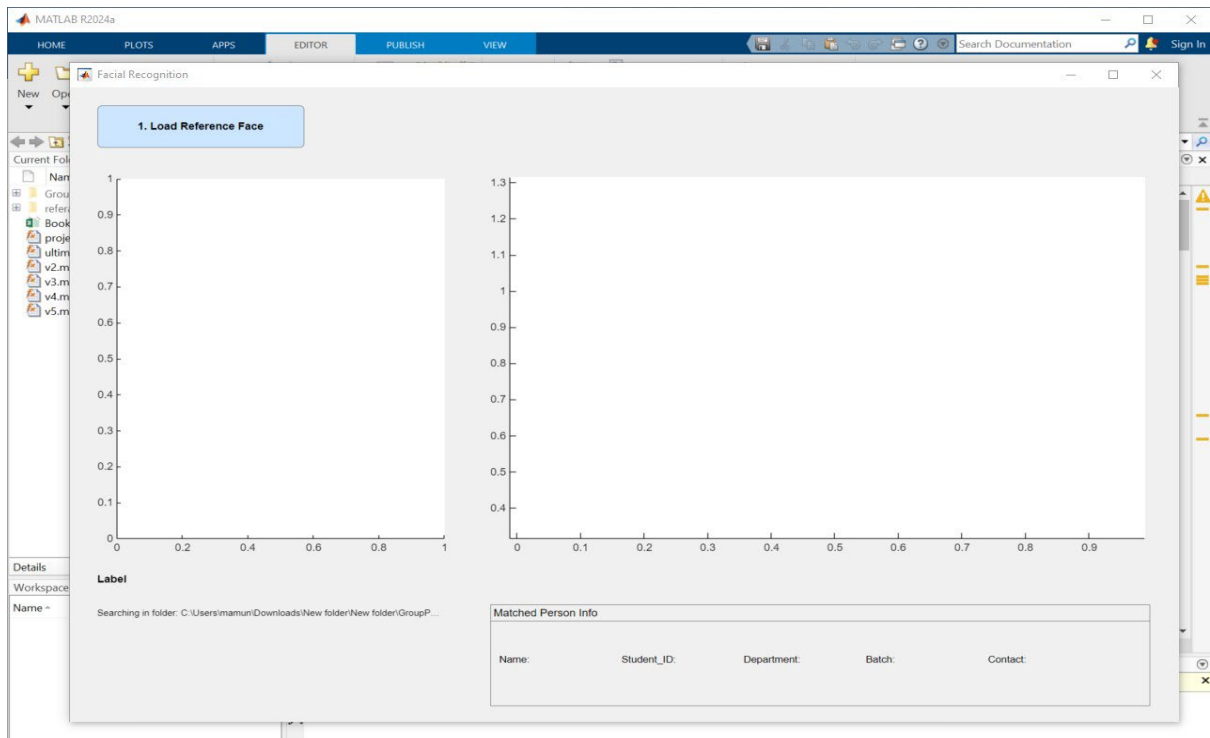 MATLAB R2024a
HOME PLOTS APPS EDITOR PUBLISH VIEW Search Documentation Sign In
Facial Recognition
New
1. Load Reference Face
Current
1
0.9
0.8
0.7
0.6
0.5
0.4
0.3
0.2
0.1
0
0 0.2 0.4 0.6 0.8 1
1.3
1.2
1.1
1
0.9
0.8
0.7
0.6
0.5
0.4
0 0.1 0.2 0.3 0.4 0.5 0.6 0.7 0.8 0.9
Book
v2.m
v3.m
v4.m
v5.m
Details
Workspace
Name
Label
Searching in folder: C:\Users\mamun\Downloads\New folder\New folder\GroupP...
Matched Person Info
Name: Student_ID: Department: Batch: Contact: